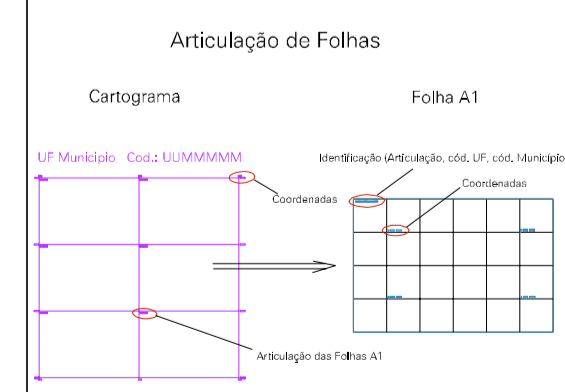 Articulação de Folhas
Cartograma
Folha A1
UF Municipio Cod.: UUMMMMM
Identificação (Articulação, cód. UF, cód. Município
Coordenadas
Coordenadas
Articulação das Folhas A1